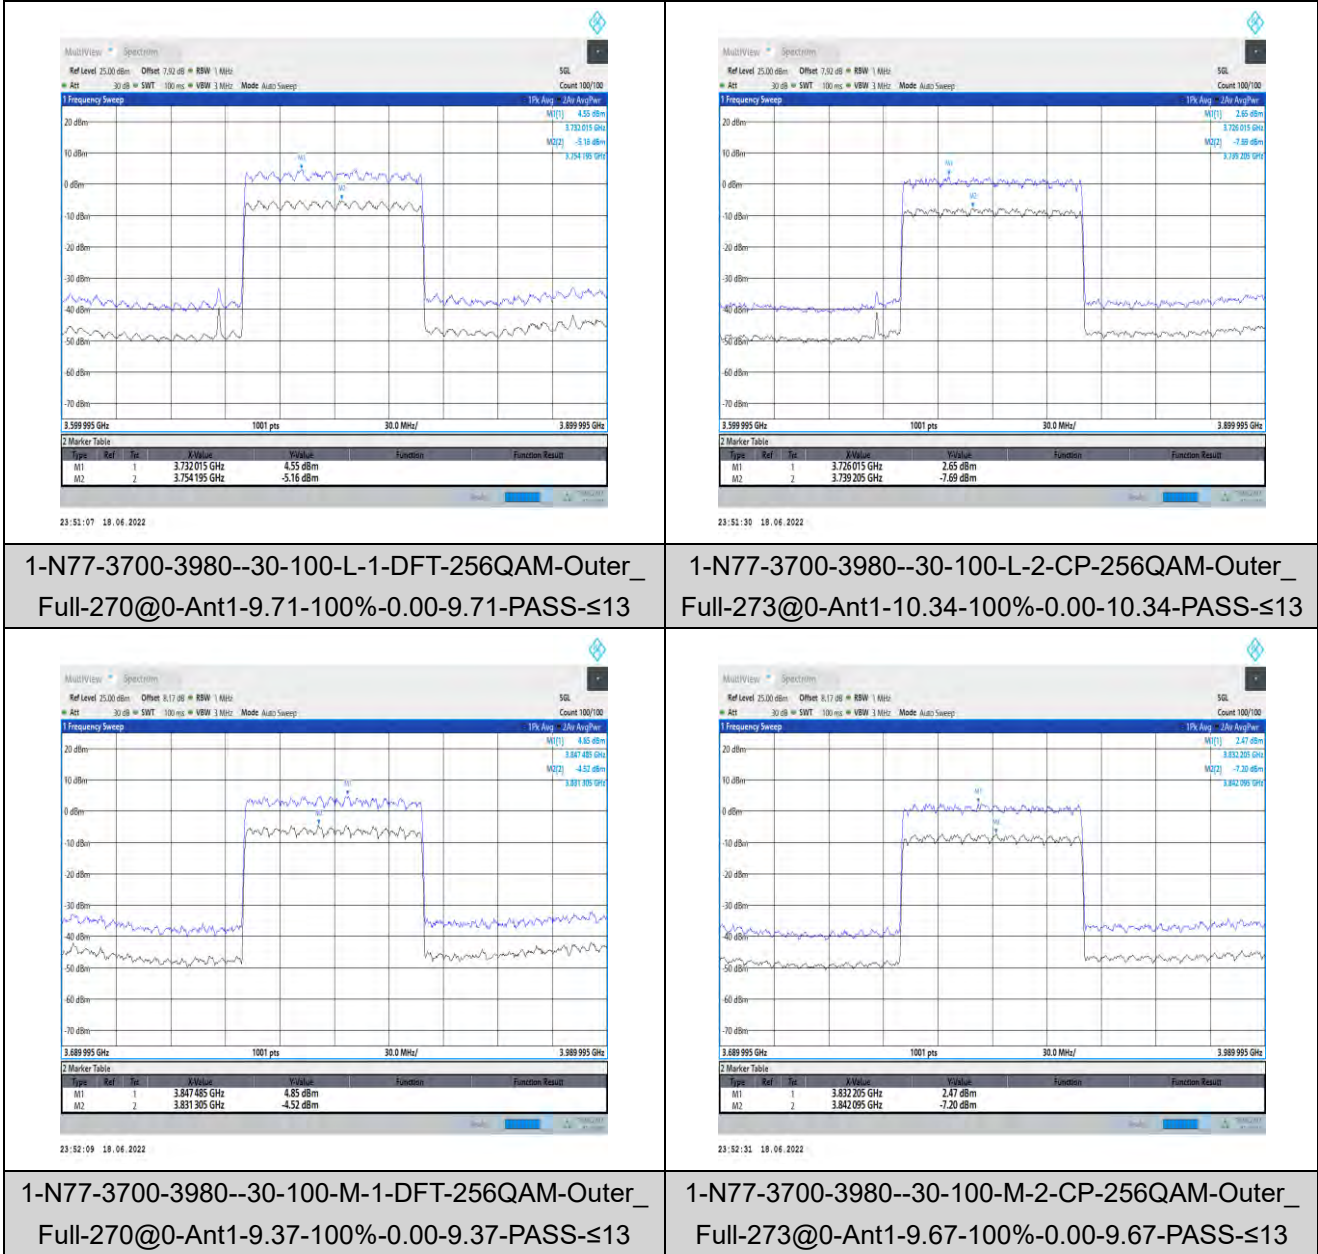 MultiView Spectrum
Ref Level 25.00 dBm Offset 7.92 dB RBW 1 MHz SGL
Att 30 dB SWT 100 ms VBW 3 MHz Mode Auto Sweep Count 100/100
1 Frequency Sweep 1Pk Avg 2Av AvgPwr
M1(1) 4.55 dBm
3.732 015 GHz
M2(2) -5.16 dBm
3.754 195 GHz
20 dBm
10 dBm
M1
0 dBm
M2
-10 dBm
-20 dBm
-30 dBm
-40 dBm
-50 dBm
-60 dBm
-70 dBm
3.599 995 GHz 1001 pts 30.0 MHz/ 3.899 995 GHz
2 Marker Table
Type Ref Trc X-Value Y-Value Function Function Result
M1 1 3.732 015 GHz 4.55 dBm
M2 2 3.754 195 GHz -5.16 dBm
23:51:07 18.06.2022
1-N77-3700-3980--30-100-L-1-DFT-256QAM-Outer_
Full-270@0-Ant1-9.71-100%-0.00-9.71-PASS-≤13
MultiView Spectrum
Ref Level 25.00 dBm Offset 7.92 dB RBW 1 MHz SGL
Att 30 dB SWT 100 ms VBW 3 MHz Mode Auto Sweep Count 100/100
1 Frequency Sweep 1Pk Avg 2Av AvgPwr
M1(1) 2.65 dBm
3.726 015 GHz
M2(2) -7.69 dBm
3.739 205 GHz
20 dBm
10 dBm
M1
0 dBm
M2
-10 dBm
-20 dBm
-30 dBm
-40 dBm
-50 dBm
-60 dBm
-70 dBm
3.599 995 GHz 1001 pts 30.0 MHz/ 3.899 995 GHz
2 Marker Table
Type Ref Trc X-Value Y-Value Function Function Result
M1 1 3.726 015 GHz 2.65 dBm
M2 2 3.739 205 GHz -7.69 dBm
23:51:30 18.06.2022
1-N77-3700-3980--30-100-L-2-CP-256QAM-Outer_
Full-273@0-Ant1-10.34-100%-0.00-10.34-PASS-≤13
MultiView Spectrum
Ref Level 25.00 dBm Offset 8.17 dB RBW 1 MHz SGL
Att 30 dB SWT 100 ms VBW 3 MHz Mode Auto Sweep Count 100/100
1 Frequency Sweep 1Pk Avg 2Av AvgPwr
M1(1) 4.85 dBm
3.847 485 GHz
M2(2) -4.52 dBm
3.831 305 GHz
20 dBm
10 dBm
M1
0 dBm
M2
-10 dBm
-20 dBm
-30 dBm
-40 dBm
-50 dBm
-60 dBm
-70 dBm
3.689 995 GHz 1001 pts 30.0 MHz/ 3.989 995 GHz
2 Marker Table
Type Ref Trc X-Value Y-Value Function Function Result
M1 1 3.847 485 GHz 4.85 dBm
M2 2 3.831 305 GHz -4.52 dBm
23:52:09 18.06.2022
1-N77-3700-3980--30-100-M-1-DFT-256QAM-Outer_
Full-270@0-Ant1-9.37-100%-0.00-9.37-PASS-≤13
MultiView Spectrum
Ref Level 25.00 dBm Offset 8.17 dB RBW 1 MHz SGL
Att 30 dB SWT 100 ms VBW 3 MHz Mode Auto Sweep Count 100/100
1 Frequency Sweep 1Pk Avg 2Av AvgPwr
M1(1) 2.47 dBm
3.832 205 GHz
M2(2) -7.20 dBm
3.842 095 GHz
20 dBm
10 dBm
M1
0 dBm
M2
-10 dBm
-20 dBm
-30 dBm
-40 dBm
-50 dBm
-60 dBm
-70 dBm
3.689 995 GHz 1001 pts 30.0 MHz/ 3.989 995 GHz
2 Marker Table
Type Ref Trc X-Value Y-Value Function Function Result
M1 1 3.832 205 GHz 2.47 dBm
M2 2 3.842 095 GHz -7.20 dBm
23:52:31 18.06.2022
1-N77-3700-3980--30-100-M-2-CP-256QAM-Outer_
Full-273@0-Ant1-9.67-100%-0.00-9.67-PASS-≤13